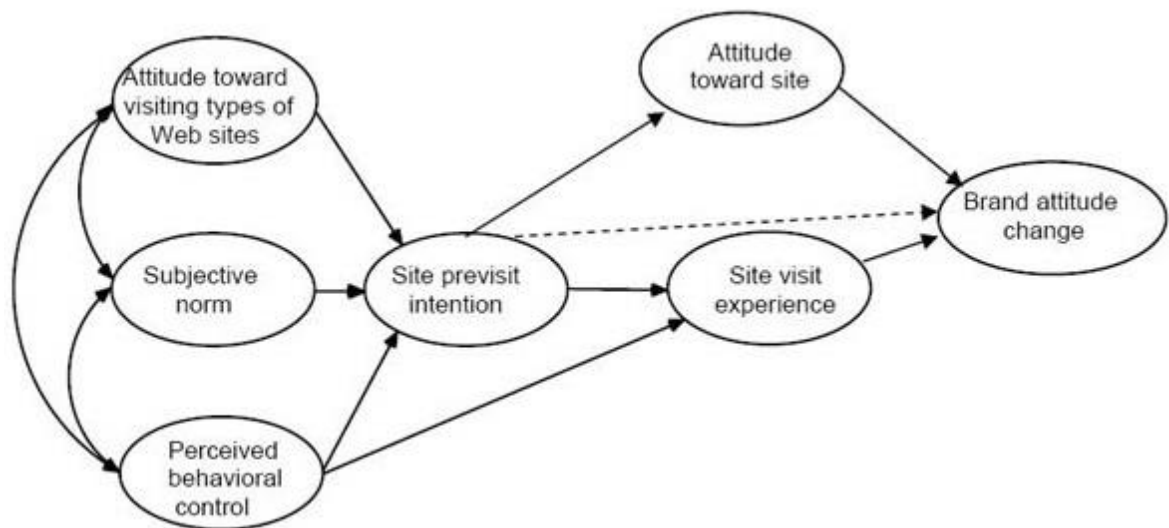 Attitude toward
visiting types of
Web sites
Attitude
toward site
Brand attitude
change
Subjective
norm
Site previsit
intention
Site visit
experience
Perceived
behavioral
control